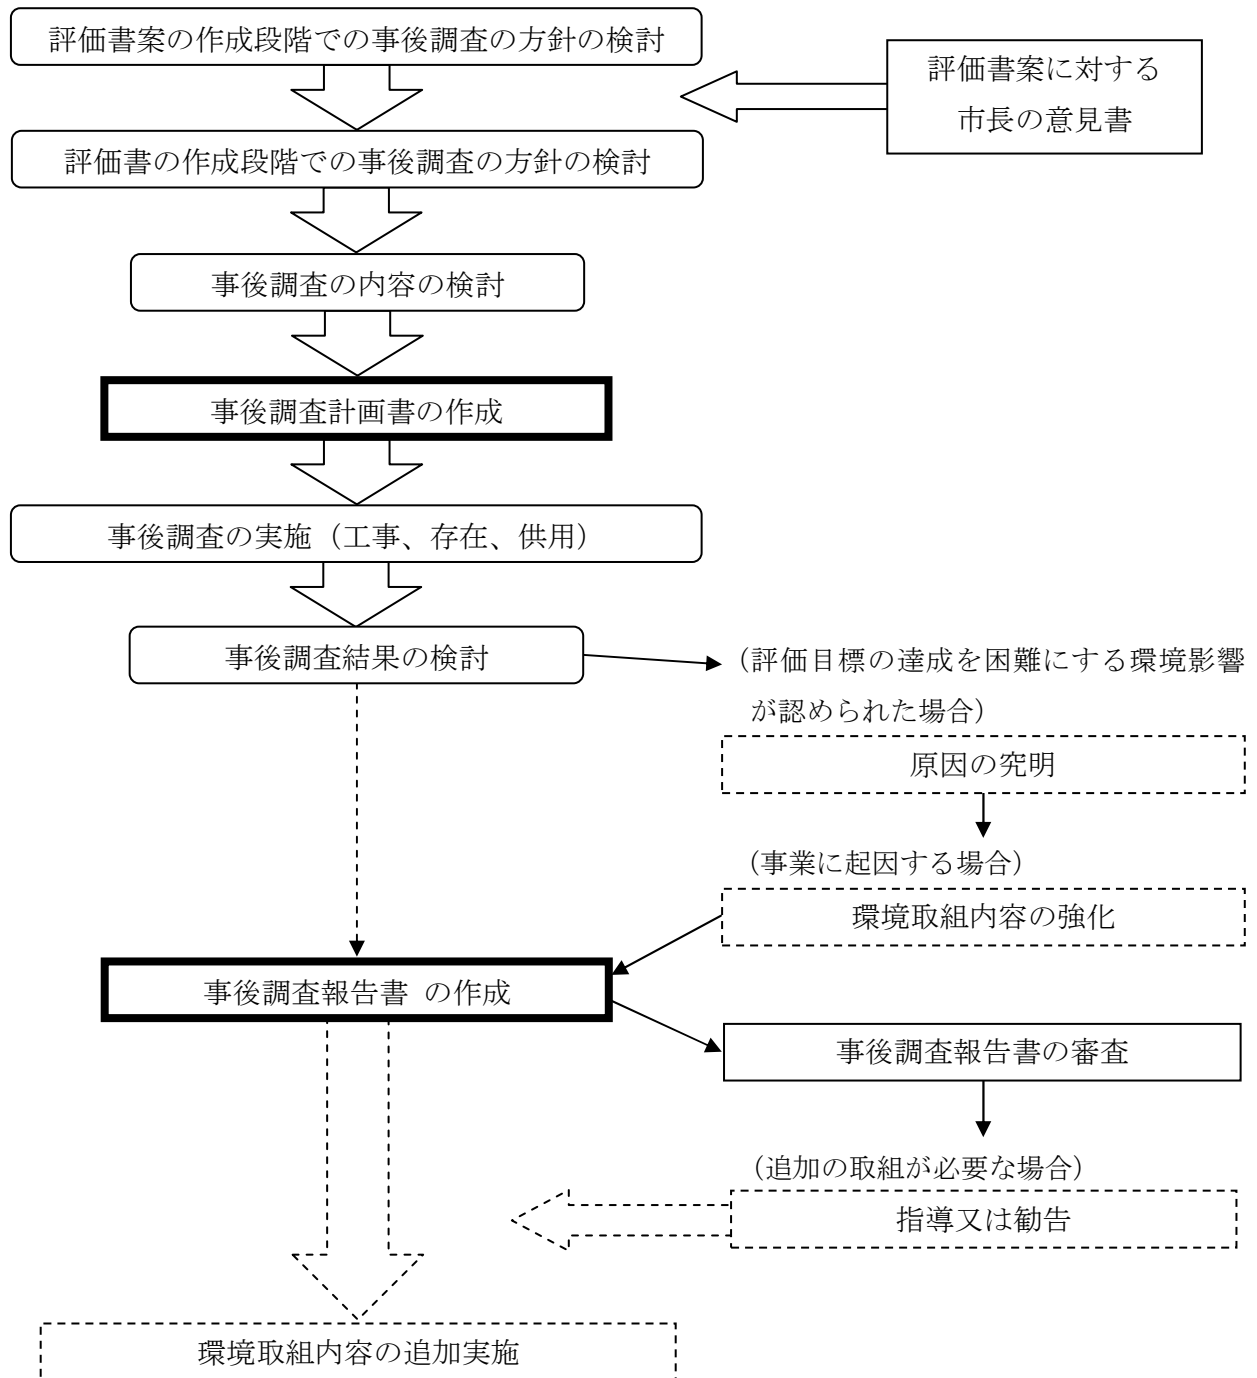 評価書案の作成段階での事後調査の方針の検討
評価書案に対する
市長の意見書
評価書の作成段階での事後調査の方針の検討
事後調査の内容の検討
事後調査計画書の作成
事後調査の実施（工事、存在、供用）
事後調査結果の検討
（評価目標の達成を困難にする環境影響
が認められた場合）
原因の究明
（事業に起因する場合）
環境取組内容の強化
事後調査報告書 の作成
事後調査報告書の審査
（追加の取組が必要な場合）
指導又は勧告
環境取組内容の追加実施